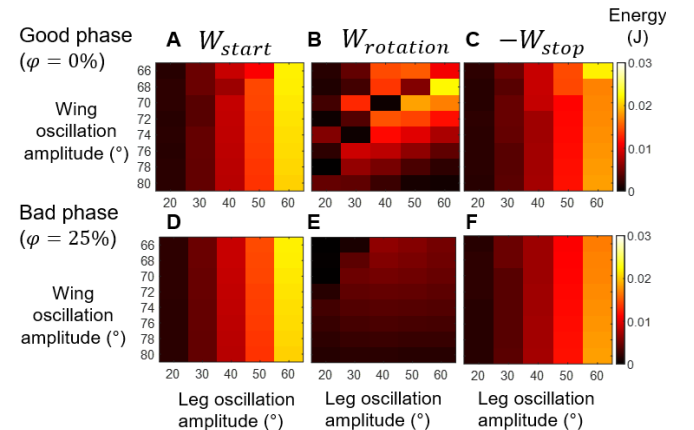 Energy
(J)
Good phase
(φ = 0%)
A W_start B W_rotation C −W_stop
Wing
oscillation
amplitude (°)
66
68
70
72
74
76
78
80
0.03
0.02
0.01
0
20 30 40 50 60 20 30 40 50 60 20 30 40 50 60
Bad phase
(φ = 25%)
D E F
Wing
oscillation
amplitude (°)
66
68
70
72
74
76
78
80
0.03
0.02
0.01
0
20 30 40 50 60 20 30 40 50 60 20 30 40 50 60
Leg oscillation Leg oscillation Leg oscillation
amplitude (°) amplitude (°) amplitude (°)